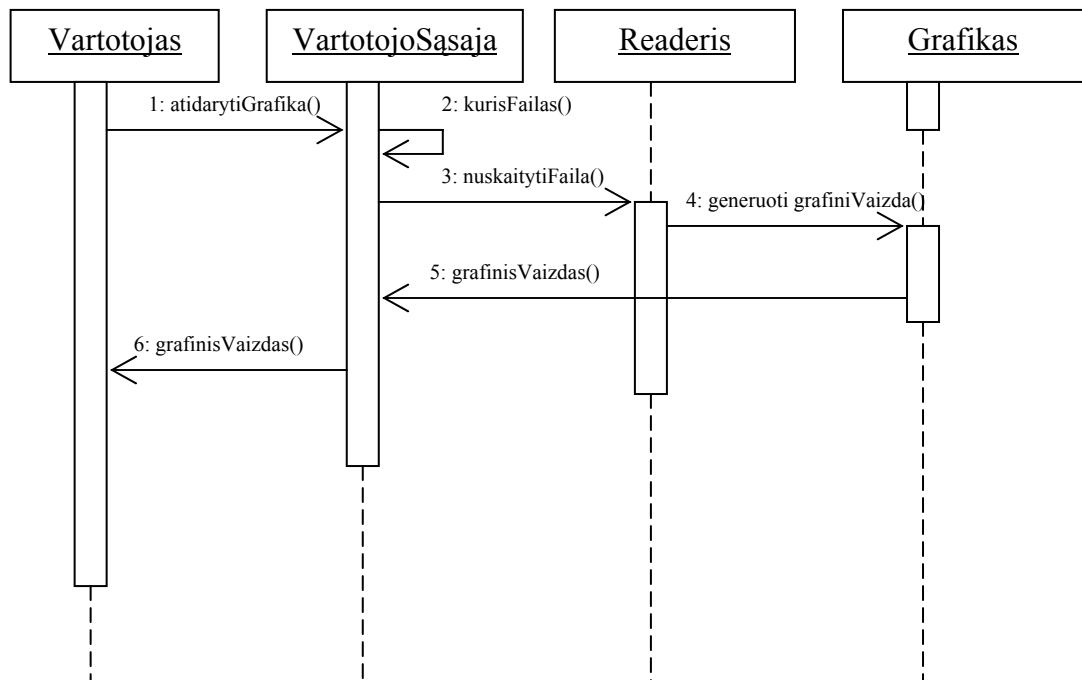 Vartotojas
VartotojoSąsaja
Readeris
Grafikas
1: atidarytiGrafika()
2: kurisFailas()
3: nuskaitytiFaila()
4: generuoti grafiniVaizda()
5: grafinisVaizdas()
6: grafinisVaizdas()